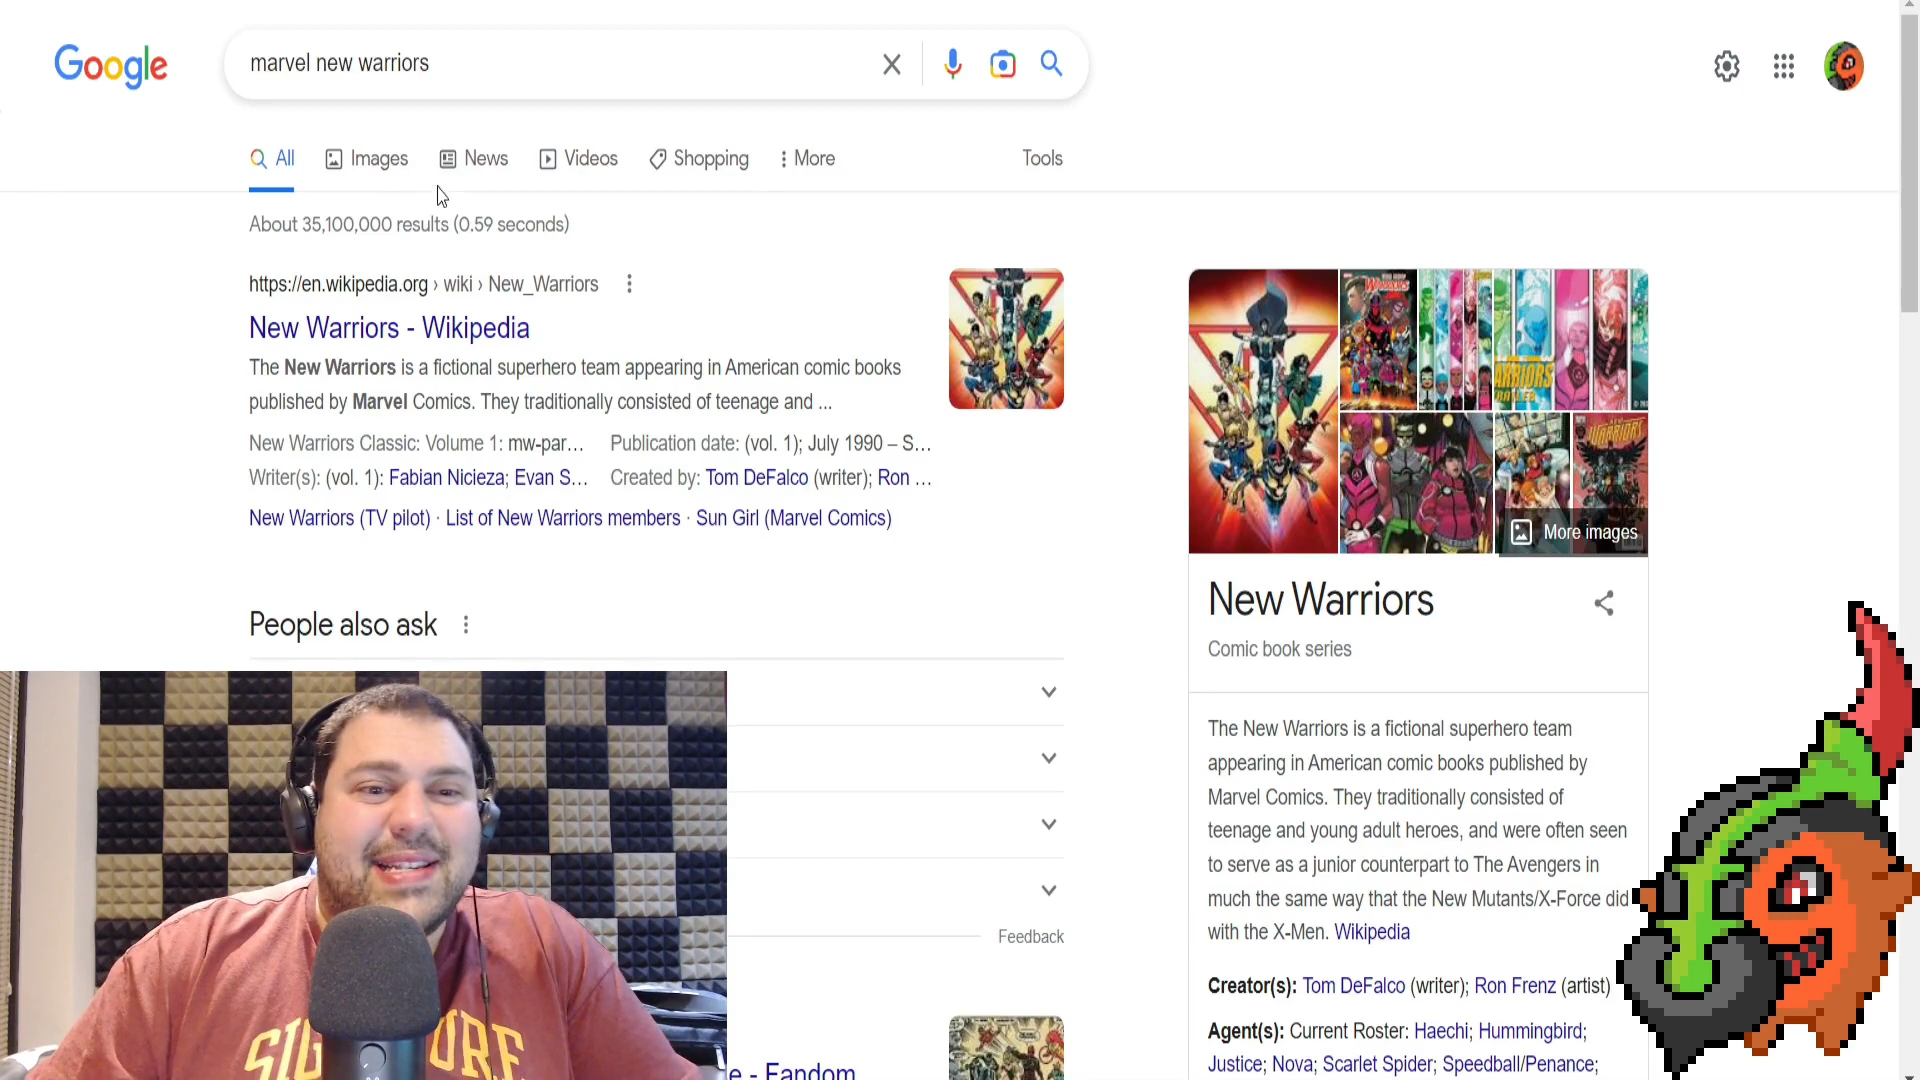 Google
marvel new warriors
All
Images
News
Videos
Shopping
More
Tools
About 35,100,000 results (0.59 seconds)
https://en.wikipedia.org › wiki › New_Warriors
New Warriors - Wikipedia
The New Warriors is a fictional superhero team appearing in American comic books
published by Marvel Comics. They traditionally consisted of teenage and ...
New Warriors Classic: Volume 1: mw-par... Publication date: (vol. 1); July 1990 – S...
Writer(s): (vol. 1): Fabian Nicieza; Evan S... Created by: Tom DeFalco (writer); Ron ...
New Warriors (TV pilot) · List of New Warriors members · Sun Girl (Marvel Comics)
People also ask
Feedback
e - Fandom
WARRIORS
More images
New Warriors
Comic book series
The New Warriors is a fictional superhero team
appearing in American comic books published by
Marvel Comics. They traditionally consisted of
teenage and young adult heroes, and were often seen
to serve as a junior counterpart to The Avengers in
much the same way that the New Mutants/X-Force did
with the X-Men. Wikipedia
Creator(s): Tom DeFalco (writer); Ron Frenz (artist)
Agent(s): Current Roster: Haechi; Hummingbird;
Justice; Nova; Scarlet Spider; Speedball/Penance;